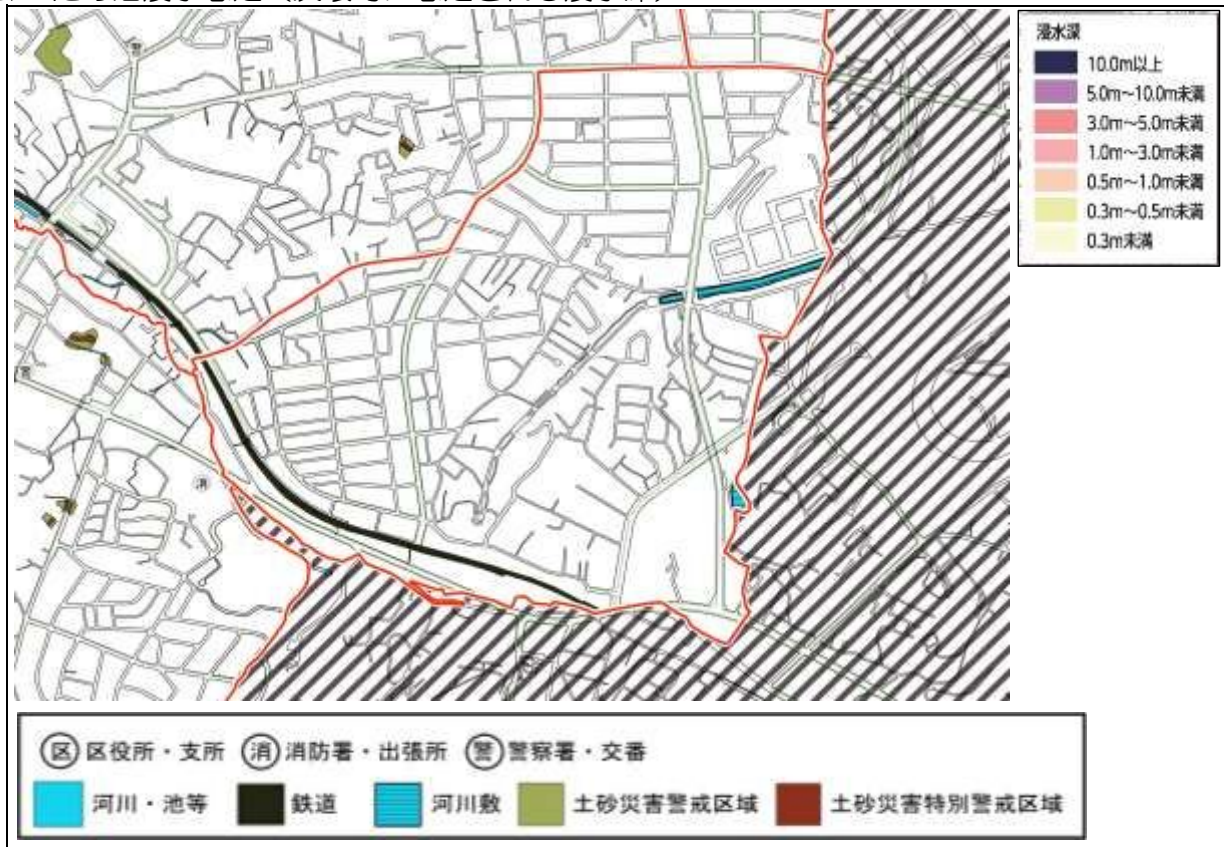 浸水深
10.0m以上
5.0m～10.0m未満
3.0m～5.0m未満
1.0m～3.0m未満
0.5m～1.0m未満
0.3m～0.5m未満
0.3m未満
警
警
消
区 区役所・支所 消 消防署・出張所 警 警察署・交番
河川・池等 鉄道 河川敷 土砂災害警戒区域 土砂災害特別警戒区域